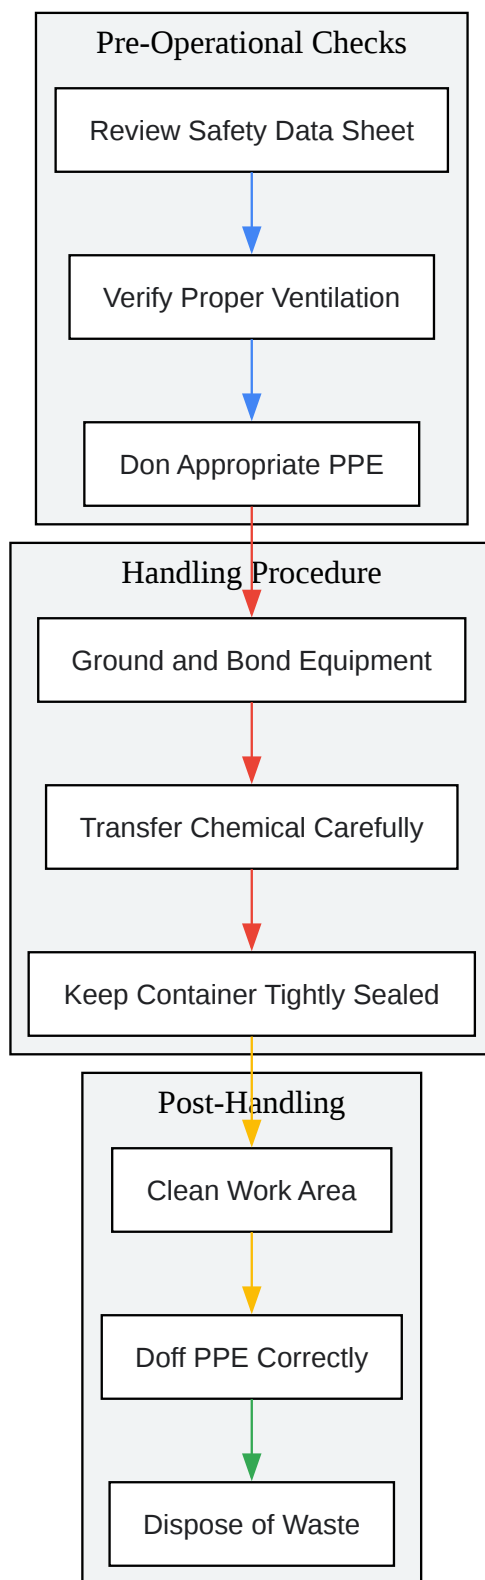 Pre-Operational Checks
Review Safety Data Sheet
Verify Proper Ventilation
Don Appropriate PPE
Handling Procedure
Ground and Bond Equipment
Transfer Chemical Carefully
Keep Container Tightly Sealed
Post-Handling
Clean Work Area
Doff PPE Correctly
Dispose of Waste